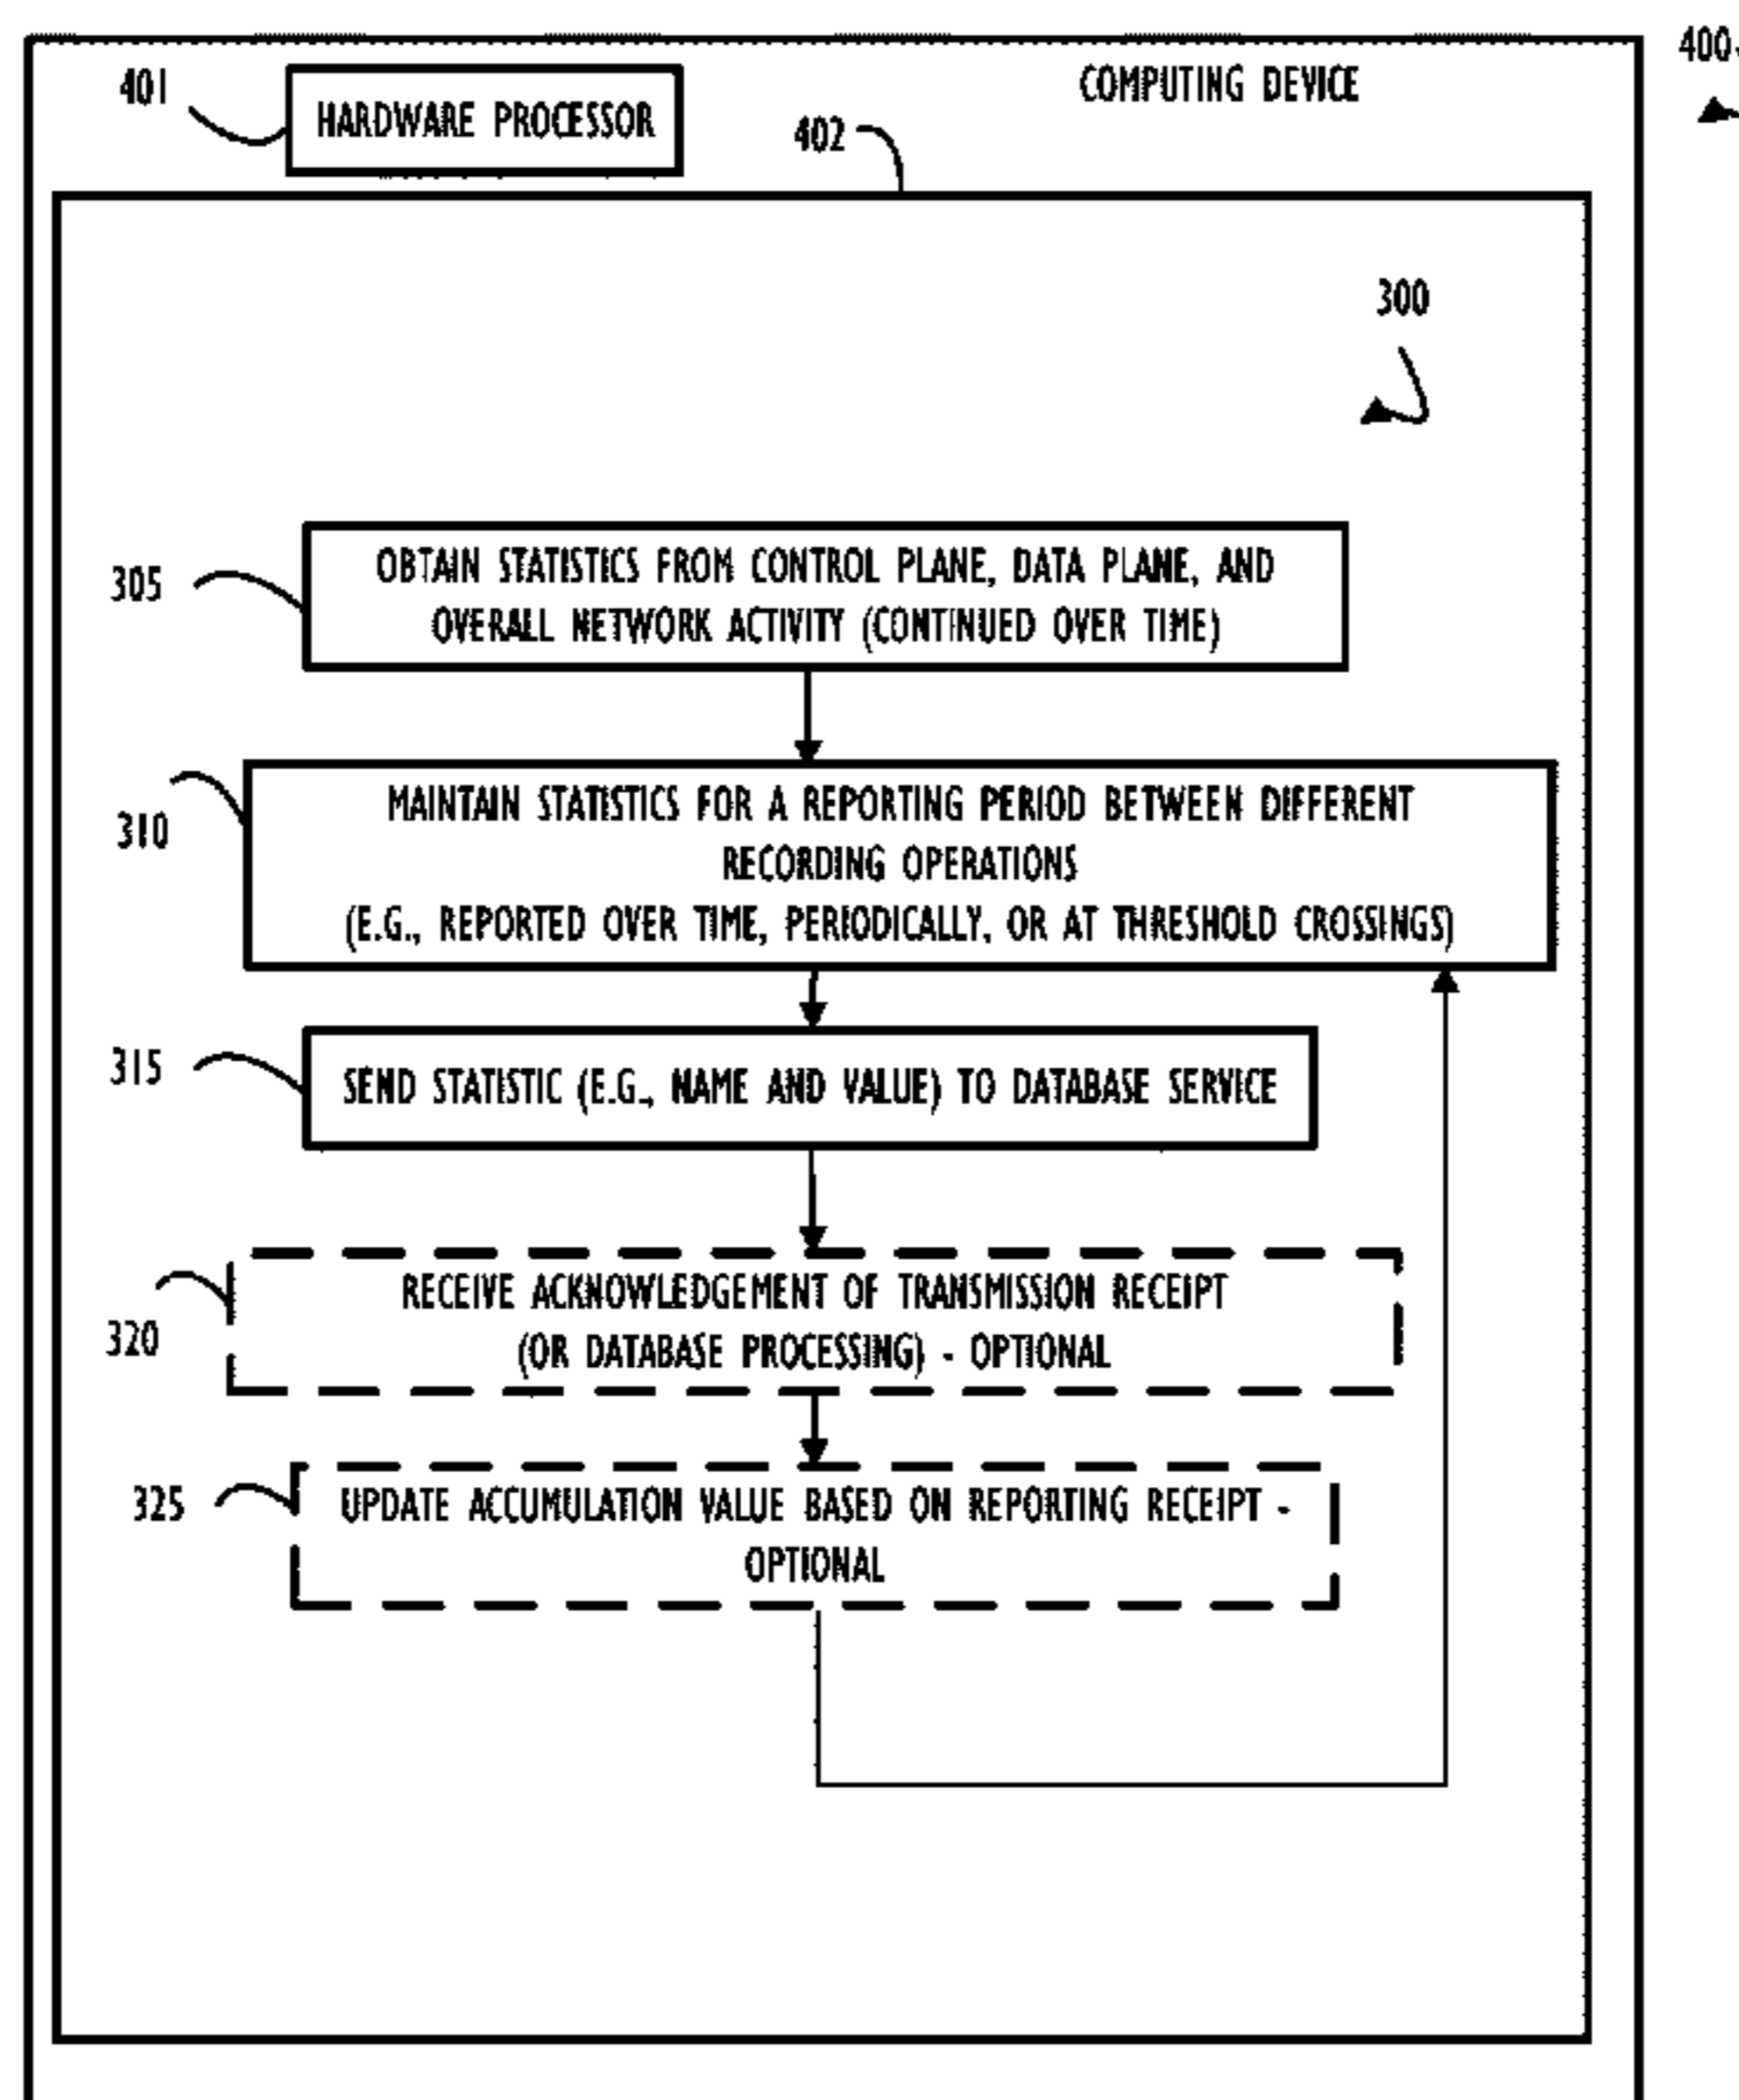 400
COMPUTING DEVICE
401
HARDWARE PROCESSOR
402
300
305
OBTAIN STATISTICS FROM CONTROL PLANE, DATA PLANE, AND
OVERALL NETWORK ACTIVITY (CONTINUED OVER TIME)
310
MAINTAIN STATISTICS FOR A REPORTING PERIOD BETWEEN DIFFERENT
RECORDING OPERATIONS
(E.G., REPORTED OVER TIME, PERIODICALLY, OR AT THRESHOLD CROSSINGS)
315
SEND STATISTIC (E.G., NAME AND VALUE) TO DATABASE SERVICE
320
RECEIVE ACKNOWLEDGEMENT OF TRANSMISSION RECEIPT
(OR DATABASE PROCESSING) - OPTIONAL
325
UPDATE ACCUMULATION VALUE BASED ON REPORTING RECEIPT -
OPTIONAL